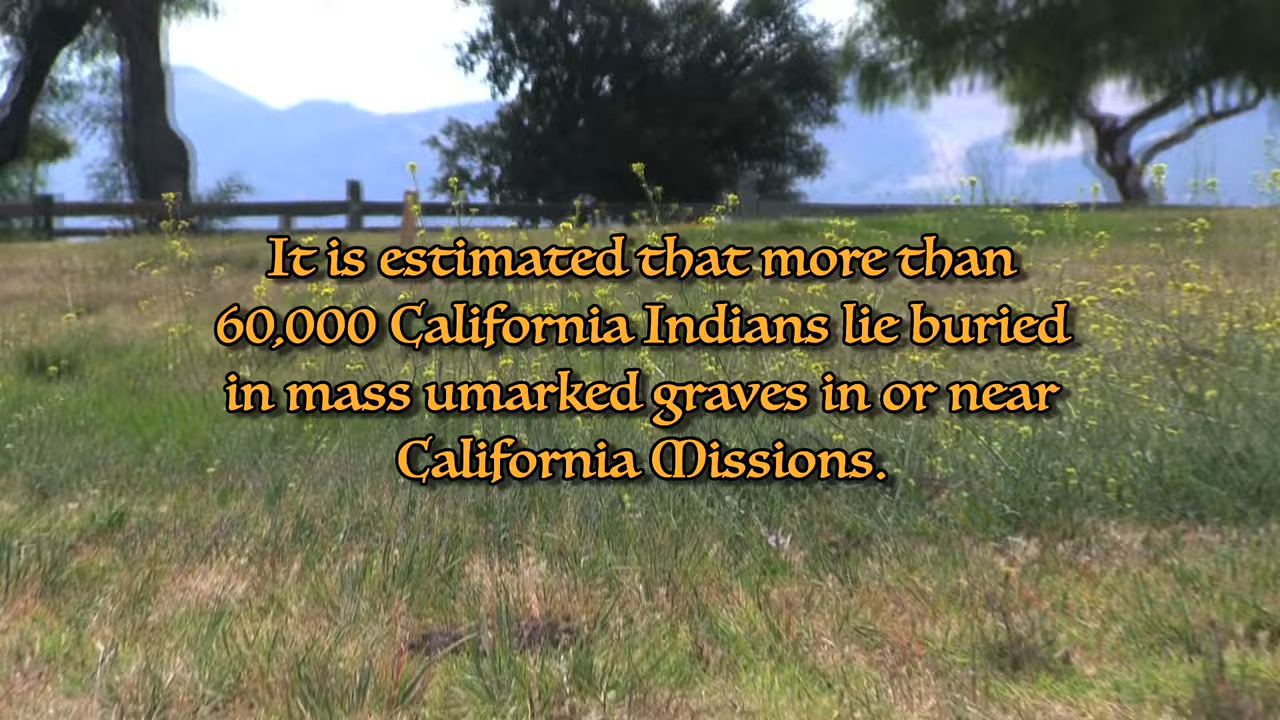 It is estimated that more than
60,000 California Indians lie buried
in mass umarked graves in or near
California Missions.